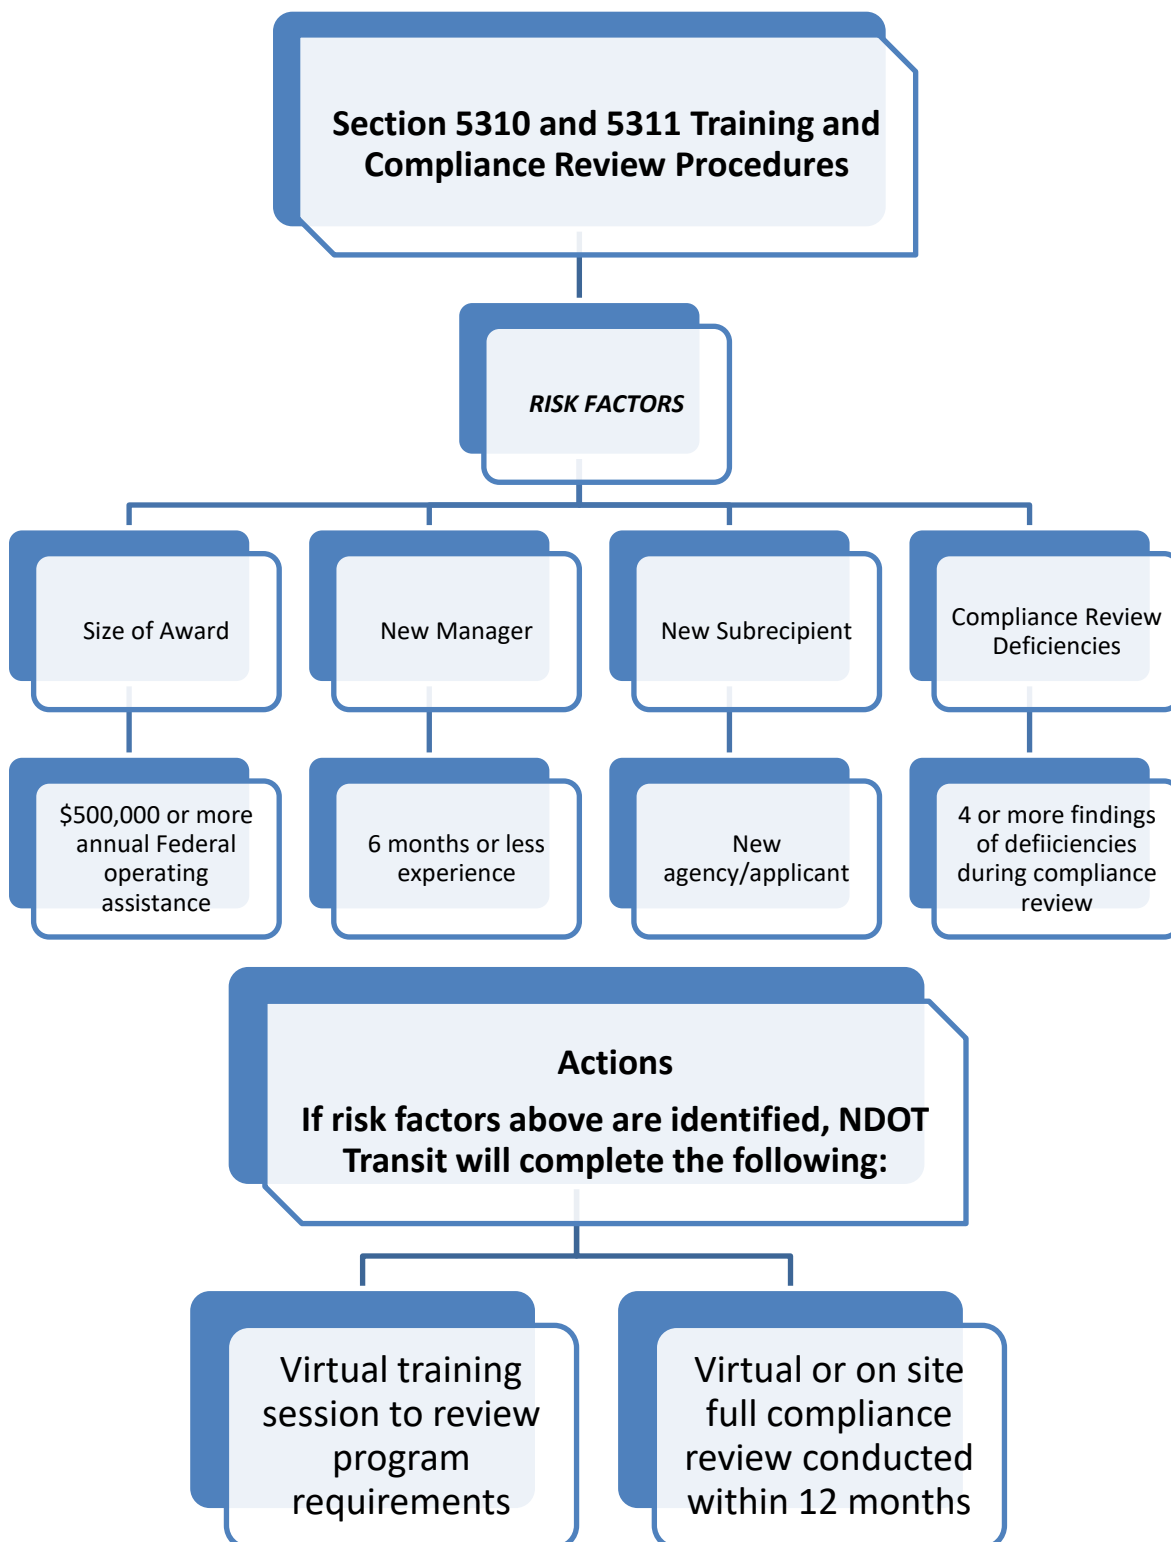 Section 5310 and 5311 Training and
Compliance Review Procedures
RISK FACTORS
Size of Award
New Manager
New Subrecipient
Compliance Review
Deficiencies
$500,000 or more
annual Federal
operating
assistance
6 months or less
experience
New
agency/applicant
4 or more findings
of defiiciencies
during compliance
review
Actions
If risk factors above are identified, NDOT
Transit will complete the following:
Virtual training
session to review
program
requirements
Virtual or on site
full compliance
review conducted
within 12 months